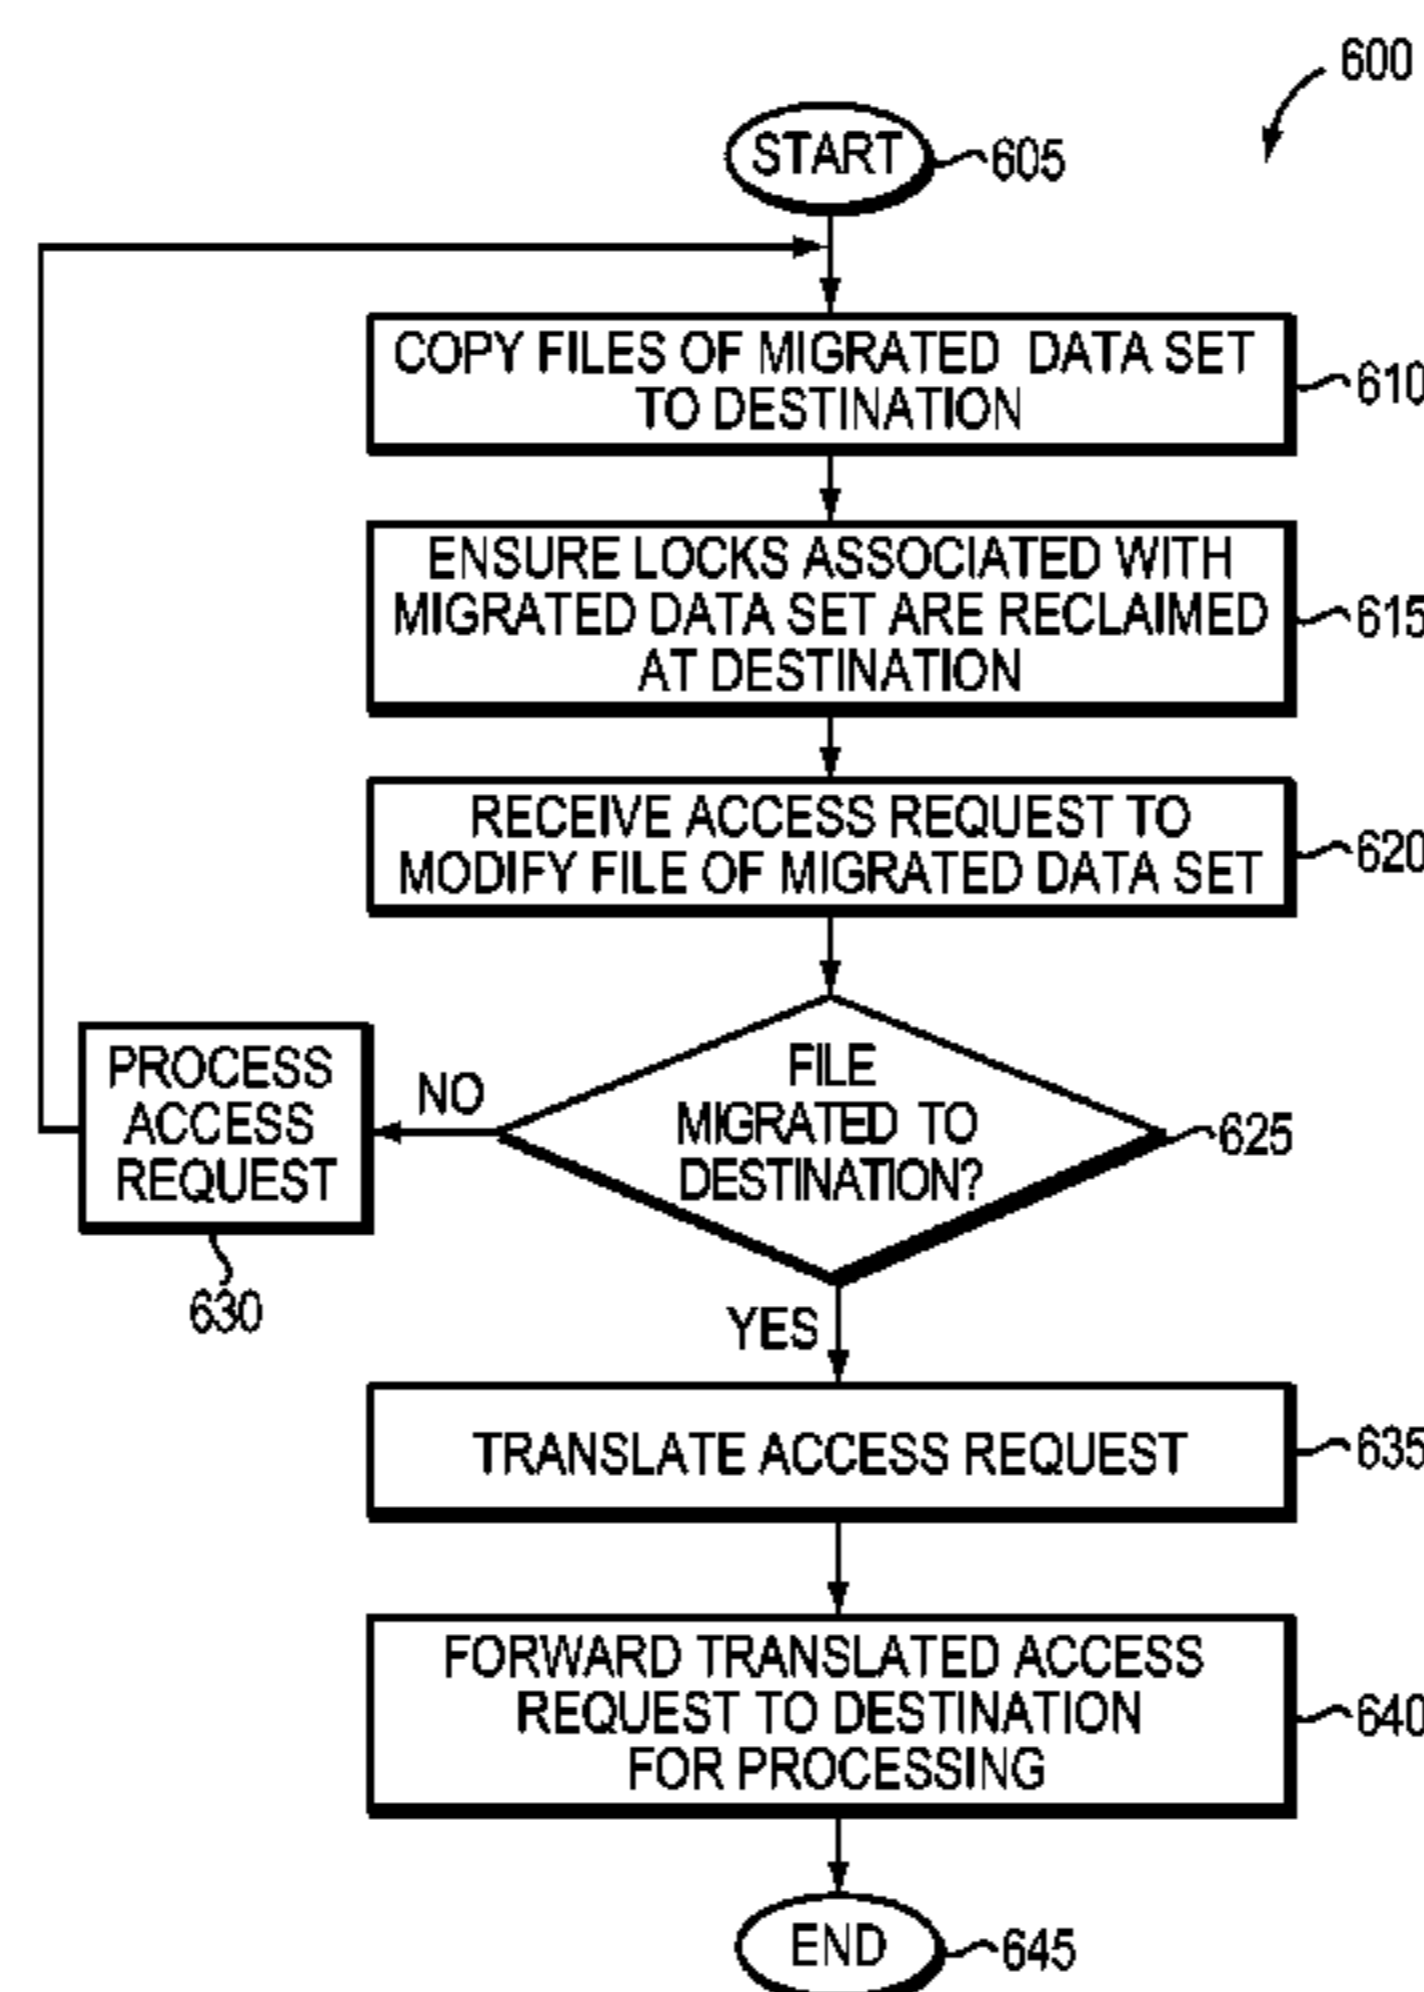 600
START
605
COPY FILES OF MIGRATED DATA SET
TO DESTINATION
610
ENSURE LOCKS ASSOCIATED WITH
MIGRATED DATA SET ARE RECLAIMED
AT DESTINATION
615
RECEIVE ACCESS REQUEST TO
MODIFY FILE OF MIGRATED DATA SET
620
FILE
MIGRATED TO
DESTINATION?
625
NO
PROCESS
ACCESS
REQUEST
630
YES
TRANSLATE ACCESS REQUEST
635
FORWARD TRANSLATED ACCESS
REQUEST TO DESTINATION
FOR PROCESSING
640
END
645